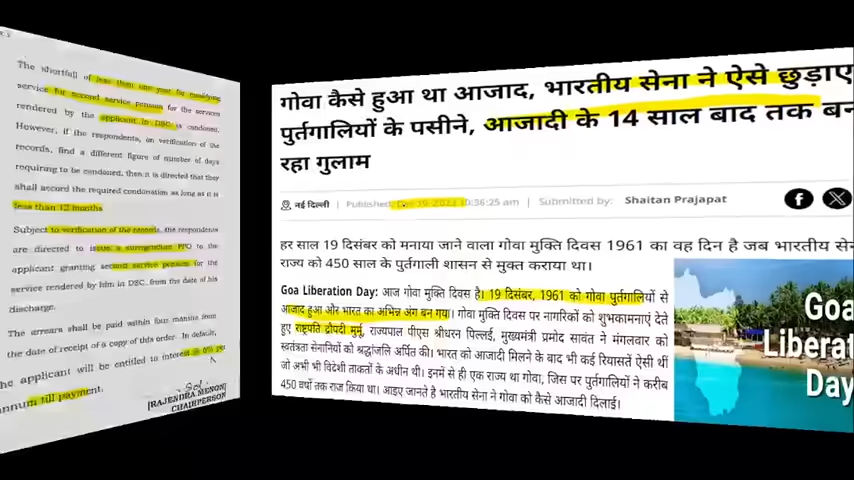 The shortfall of less than one year for qualifying
service for second service pension for the services
rendered by the applicant in DSC is condoned.
However, if the respondents, on verification of the
records, find a different figure of number of days
requiring to be condoned, then it is directed that they
shall accord the required condonation as long as it is
less than 12 months.
Subject to verification of the records, the respondents
are directed to issue a corrigendum PPO to the
applicant granting second service pension for the
service rendered by him in DSC, from the date of his
discharge.
The arrears shall be paid within four months from
the date of receipt of a copy of this order. In default,
the applicant will be entitled to interest @ 6% per
annum till payment.
Sd/-
(RAJENDRA MENON)
CHAIRPERSON
गोवा कैसे हुआ था आजाद, भारतीय सेना ने ऐसे छुड़ाए
पुर्तगालियों के पसीने, आजादी के 14 साल बाद तक बन
रहा गुलाम
नई दिल्ली | Published: 10:36:25 am | Submitted by: Shaitan Prajapat
हर साल 19 दिसंबर को मनाया जाने वाला गोवा मुक्ति दिवस 1961 का वह दिन है जब भारतीय सेन
राज्य को 450 साल के पुर्तगाली शासन से मुक्त कराया था।
Goa Liberation Day: आज गोवा मुक्ति दिवस है। 19 दिसंबर, 1961 को गोवा पुर्तगालियों से
आजाद हुआ और भारत का अभिन्न अंग बन गया। गोवा मुक्ति दिवस पर नागरिकों को शुभकामनाएं देते
हुए राष्ट्रपति द्रौपदी मुर्मू, राज्यपाल पीएस श्रीधरन पिल्लई, मुख्यमंत्री प्रमोद सावंत ने मंगलवार को
स्वतंत्रता सेनानियों को श्रद्धांजलि अर्पित की। भारत को आजादी मिलने के बाद भी कई रियासतें ऐसी थीं
जो अभी भी विदेशी ताकतों के अधीन थी। इनमें से ही एक राज्य था गोवा, जिस पर पुर्तगालियों ने करीब
450 वर्षों तक राज किया था। आइए जानते है भारतीय सेना ने गोवा को कैसे आजादी दिलाई।
Goa
Liberat
Day